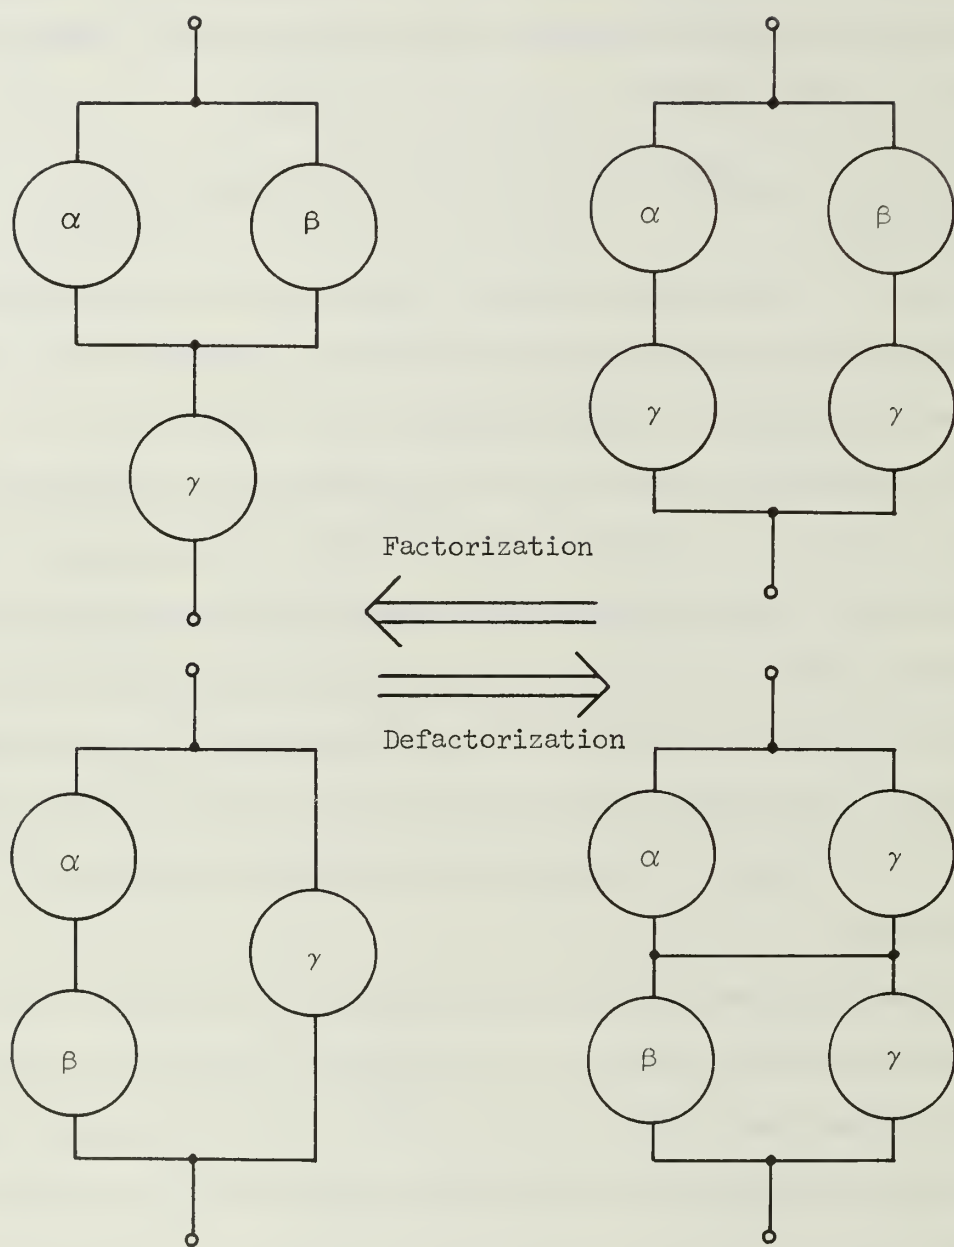 α β
γ
α β
γ γ
Factorization
Defactorization
α
β
γ
α γ
β γ